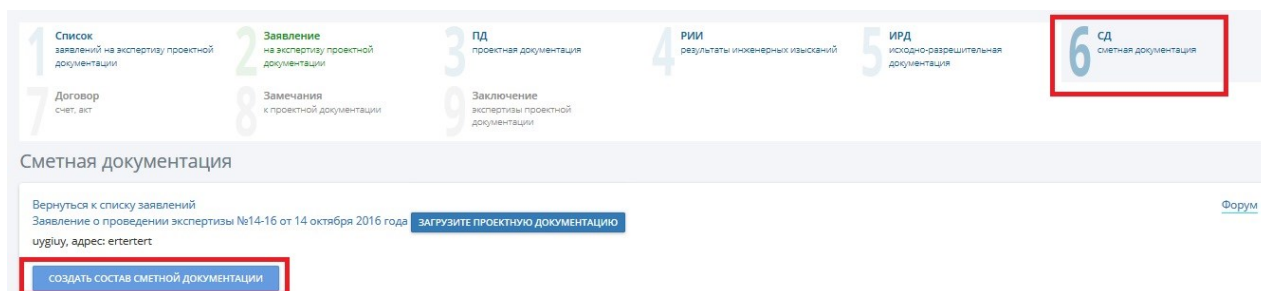 1 Список
заявлений на экспертизу проектной
документации
2 Заявление
на экспертизу проектной
документации
3 ПД
проектная документация
4 РИИ
результаты инженерных изысканий
5 ИРД
исходно-разрешительная
документация
6 СД
сметная документация
7 Договор
счет, акт
8 Замечания
к проектной документации
9 Заключение
экспертизы проектной
документации
Сметная документация
Вернуться к списку заявлений
Форум
Заявление о проведении экспертизы №14-16 от 14 октября 2016 года ЗАГРУЗИТЕ ПРОЕКТНУЮ ДОКУМЕНТАЦИЮ
uygiuy, адрес: ertertert
СОЗДАТЬ СОСТАВ СМЕТНОЙ ДОКУМЕНТАЦИИ